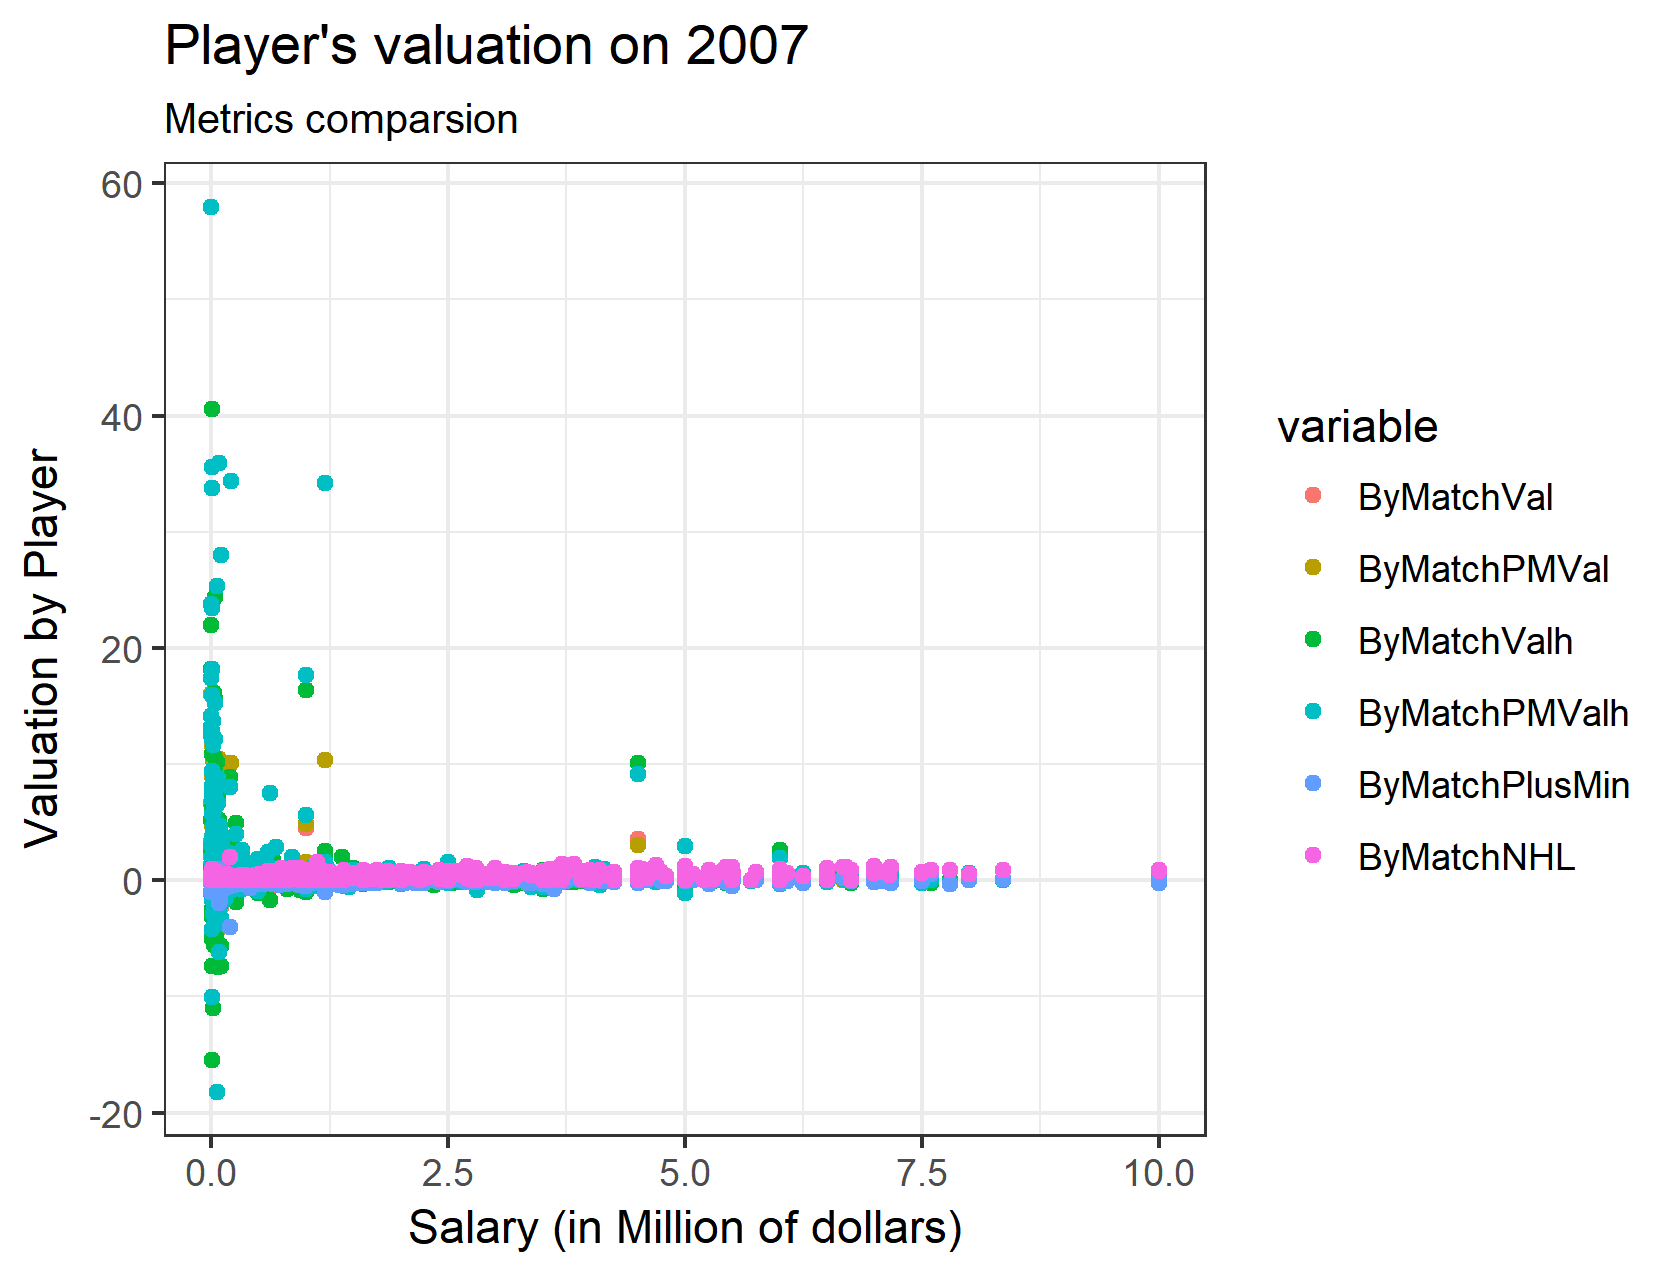 Player's valuation on 2007
Metrics comparsion
Valuation by Player
60
40
20
0
-20
0.0
2.5
5.0
7.5
10.0
Salary (in Million of dollars)
variable
ByMatchVal
ByMatchPMVal
ByMatchValh
ByMatchPMValh
ByMatchPlusMin
ByMatchNHL